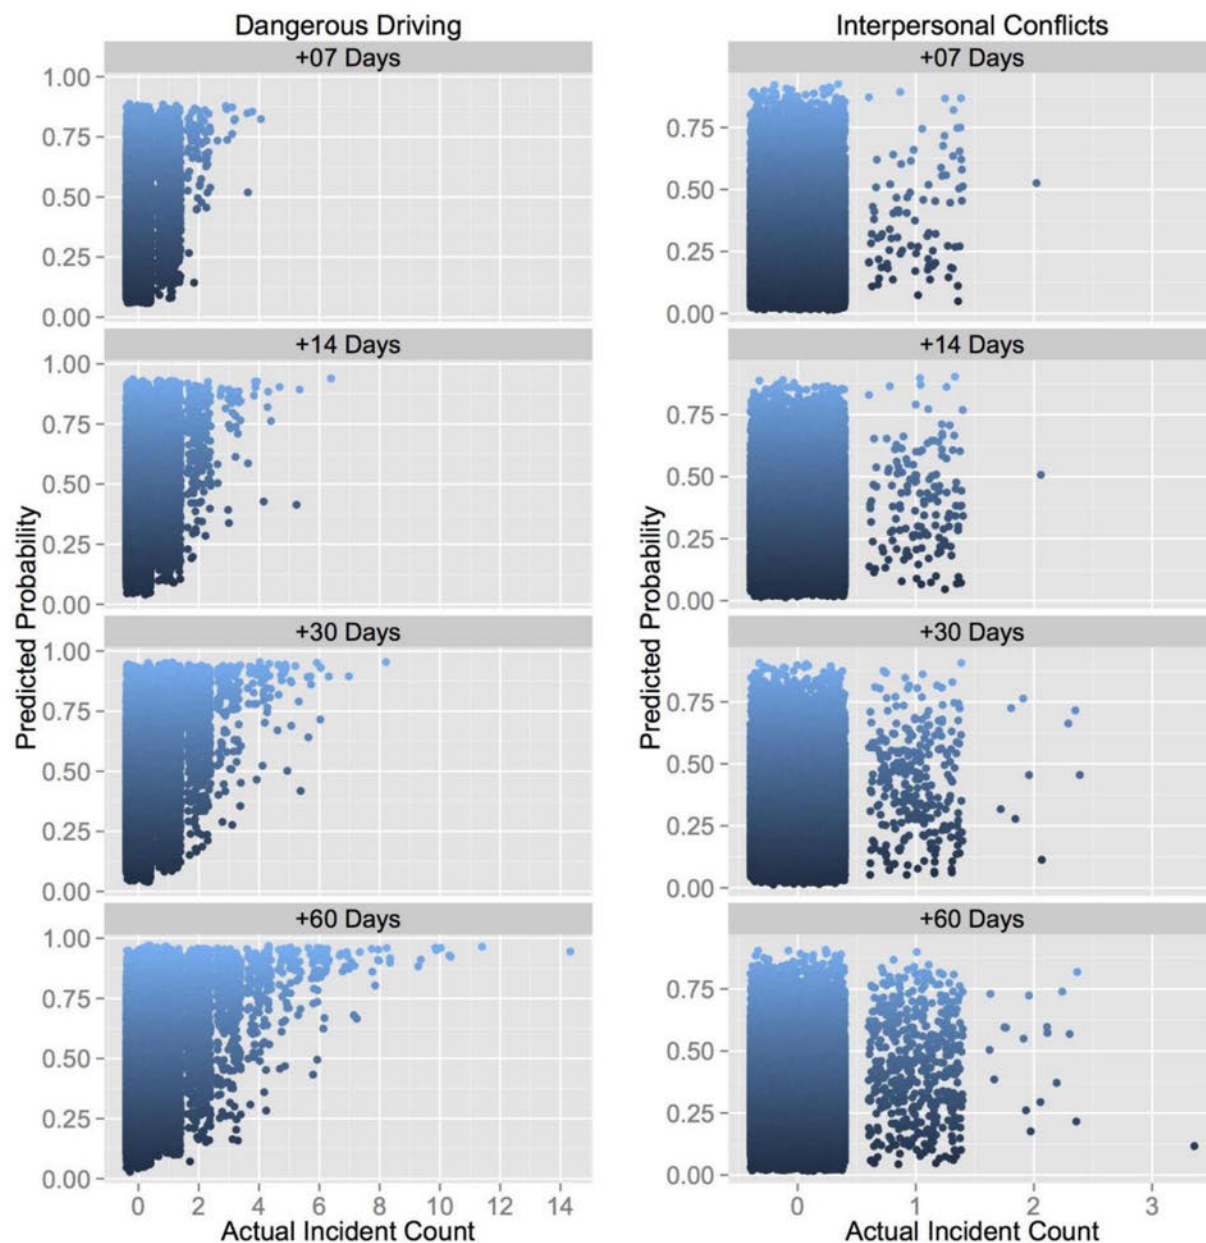 Dangerous Driving
+07 Days
1.00
0.75
0.50
0.25
0.00
+14 Days
1.00
0.75
0.50
0.25
0.00
+30 Days
1.00
0.75
0.50
0.25
0.00
+60 Days
1.00
0.75
0.50
0.25
0.00
Predicted Probability
0 2 4 6 8 10 12 14
Actual Incident Count
Interpersonal Conflicts
+07 Days
0.75
0.50
0.25
0.00
+14 Days
0.75
0.50
0.25
0.00
+30 Days
0.75
0.50
0.25
0.00
+60 Days
0.75
0.50
0.25
0.00
Predicted Probability
0 1 2 3
Actual Incident Count